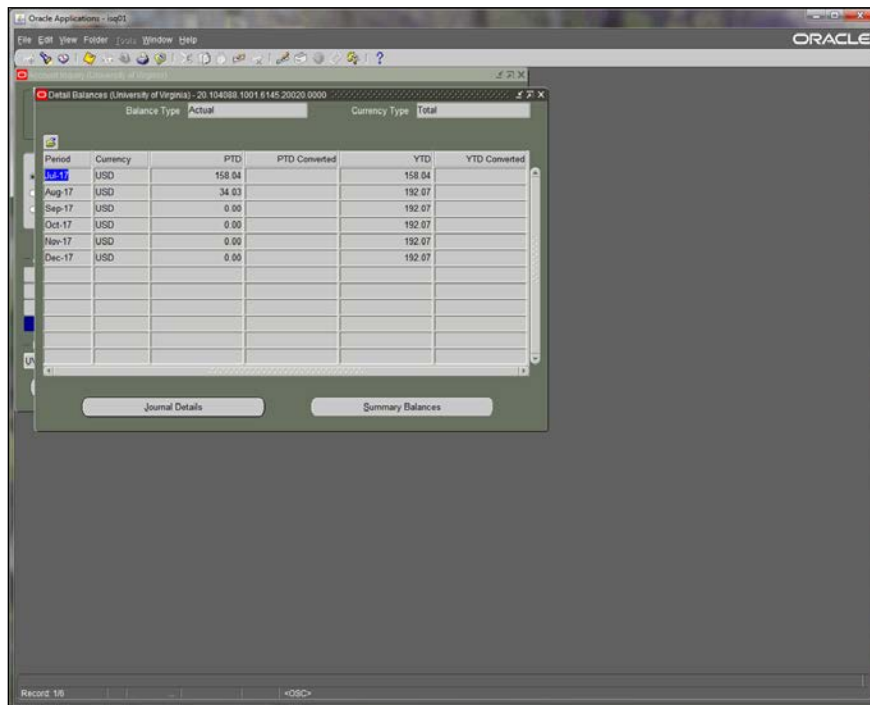 Oracle Applications - isq01
File Edit View Folder Tools Window Help
ORACLE
Detail Balances (University of Virginia) - 20.104088.1001.6145.20020.0000
Balance Type Actual Currency Type Total
Period Currency PTD PTD Converted YTD YTD Converted
Jul-17 USD 158.04 158.04
Aug-17 USD 34.03 192.07
Sep-17 USD 0.00 192.07
Oct-17 USD 0.00 192.07
Nov-17 USD 0.00 192.07
Dec-17 USD 0.00 192.07
Journal Details Summary Balances
Record: 1/6 <OSC>